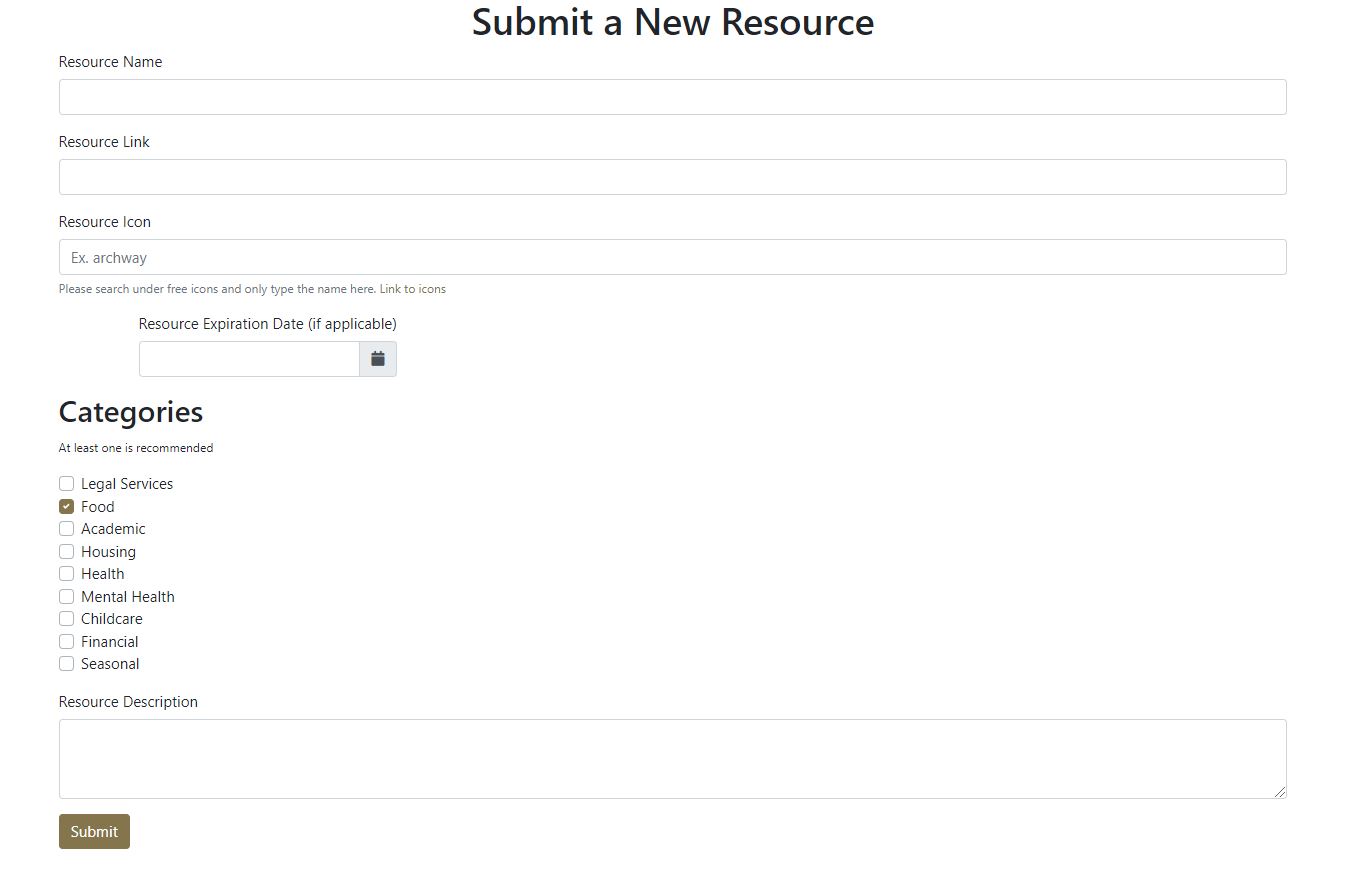 Submit a New Resource
Resource Name
Resource Link
Resource Icon
Ex. archway
Please search under free icons and only type the name here. Link to icons
Resource Expiration Date (if applicable)
Categories
At least one is recommended
Legal Services
Food
Academic
Housing
Health
Mental Health
Childcare
Financial
Seasonal
Resource Description
Submit